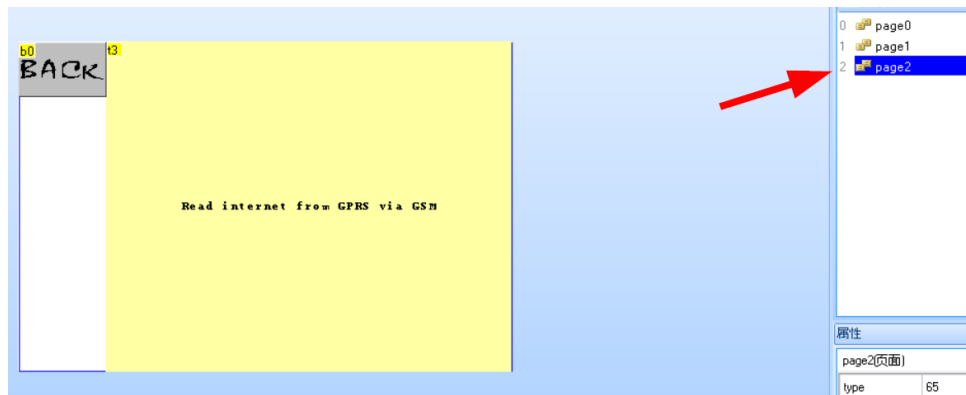 b0
BACK
t3
Read internet from GPRS via GSM
0 page0
1 page1
2 page2
属性
page2(页面)
type 65